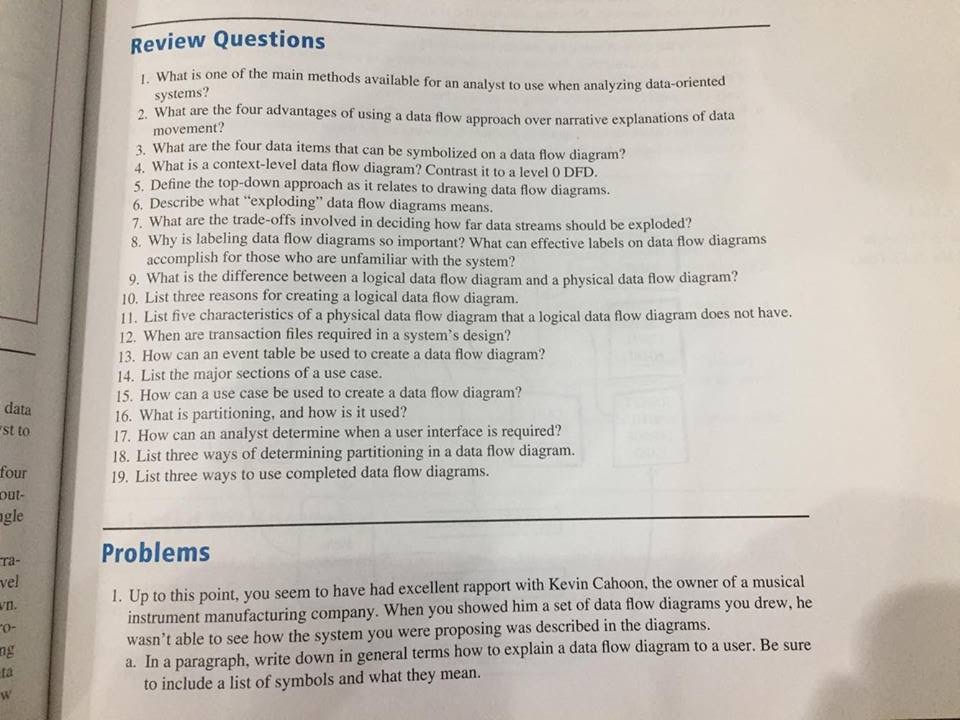 Review Questions
1. What is one of the main methods available for an analyst to use when analyzing data-oriented
systems?
2. What are the four advantages of using a data flow approach over narrative explanations of data
movement?
3. What are the four data items that can be symbolized on a data flow diagram?
4. What is a context-level data flow diagram? Contrast it to a level 0 DFD.
5. Define the top-down approach as it relates to drawing data flow diagrams.
6. Describe what “exploding” data flow diagrams means.
7. What are the trade-offs involved in deciding how far data streams should be exploded?
8. Why is labeling data flow diagrams so important? What can effective labels on data flow diagrams
accomplish for those who are unfamiliar with the system?
9. What is the difference between a logical data flow diagram and a physical data flow diagram?
10. List three reasons for creating a logical data flow diagram.
11. List five characteristics of a physical data flow diagram that a logical data flow diagram does not have.
12. When are transaction files required in a system’s design?
13. How can an event table be used to create a data flow diagram?
14. List the major sections of a use case.
15. How can a use case be used to create a data flow diagram?
16. What is partitioning, and how is it used?
17. How can an analyst determine when a user interface is required?
18. List three ways of determining partitioning in a data flow diagram.
19. List three ways to use completed data flow diagrams.
Problems
1. Up to this point, you seem to have had excellent rapport with Kevin Cahoon, the owner of a musical
instrument manufacturing company. When you showed him a set of data flow diagrams you drew, he
wasn’t able to see how the system you were proposing was described in the diagrams.
a. In a paragraph, write down in general terms how to explain a data flow diagram to a user. Be sure
to include a list of symbols and what they mean.
data
st to
four
out-
gle
ra-
vel
wn.
ro-
ng
ta
w